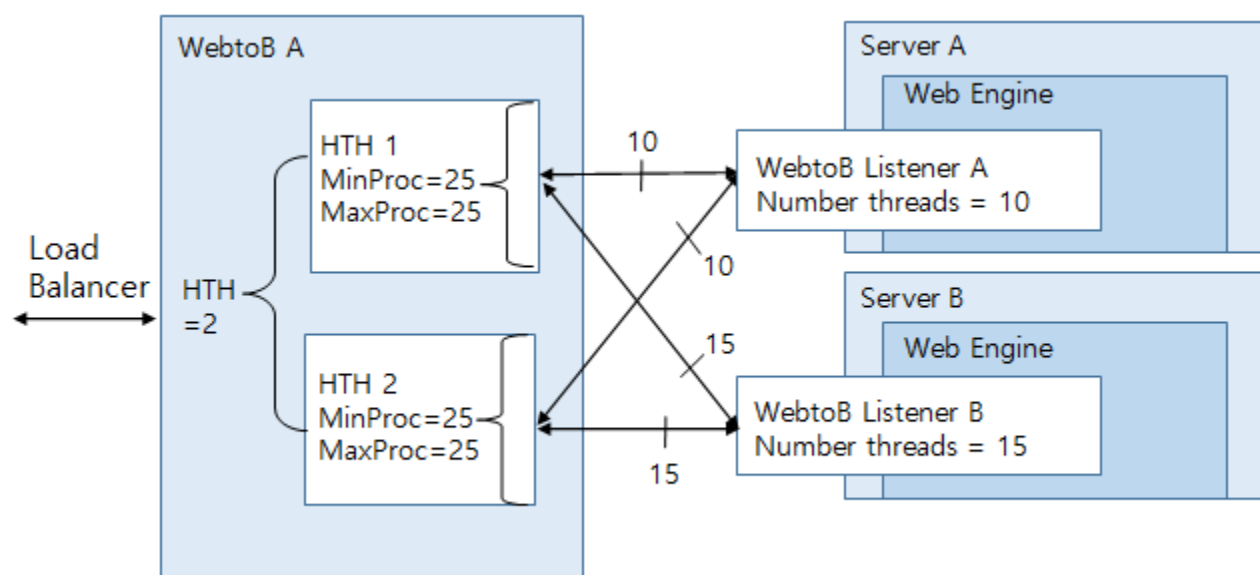 WebtoB A
HTH 1
MinProc=25
MaxProc=25
HTH
=2
HTH 2
MinProc=25
MaxProc=25
Load
Balancer
10
10
15
15
Server A
Web Engine
WebtoB Listener A
Number threads = 10
Server B
Web Engine
WebtoB Listener B
Number threads = 15